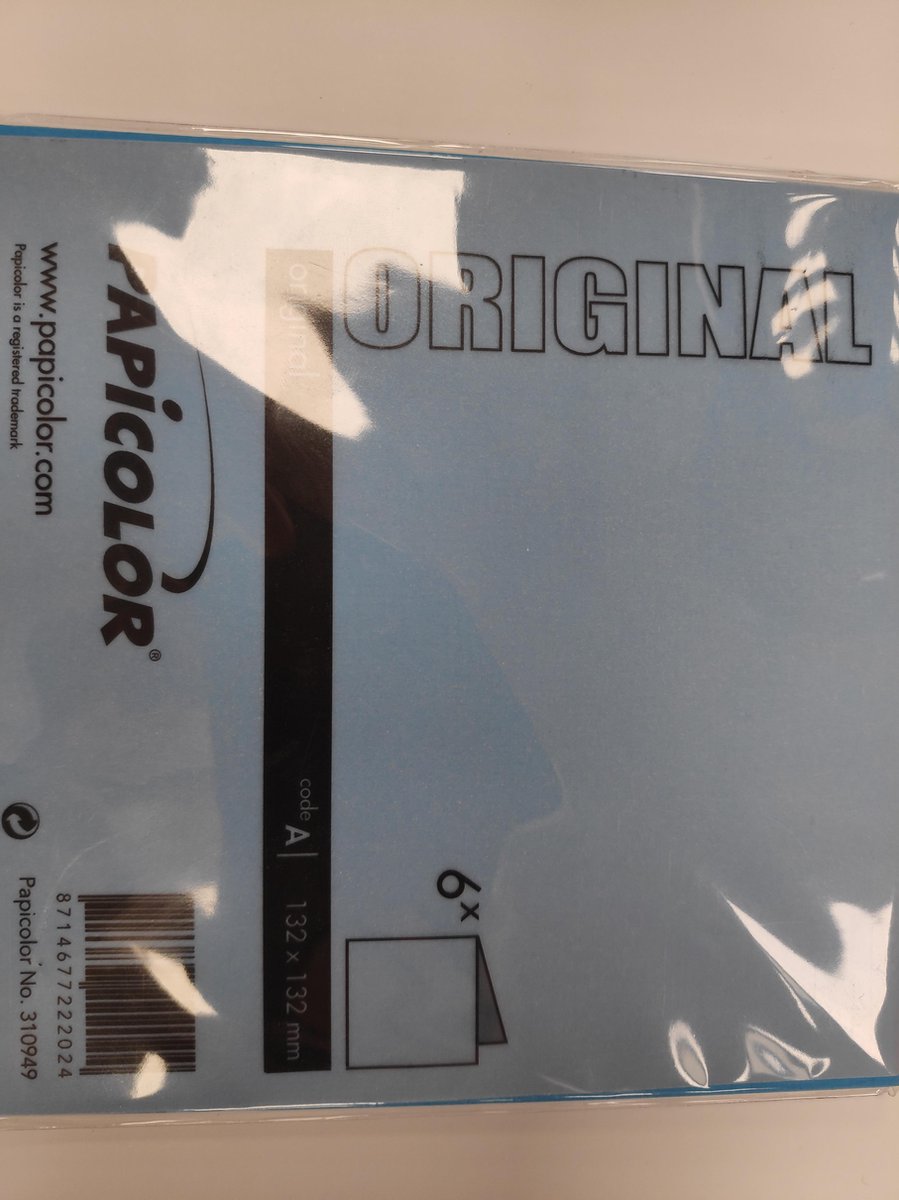 ORIGINAL
6x
original
code A | 132 x 132 mm
PAPICOLOR®
www.papicolor.com
Papicolor is a registered trademark
8714677222024
Papicolor No. 310949